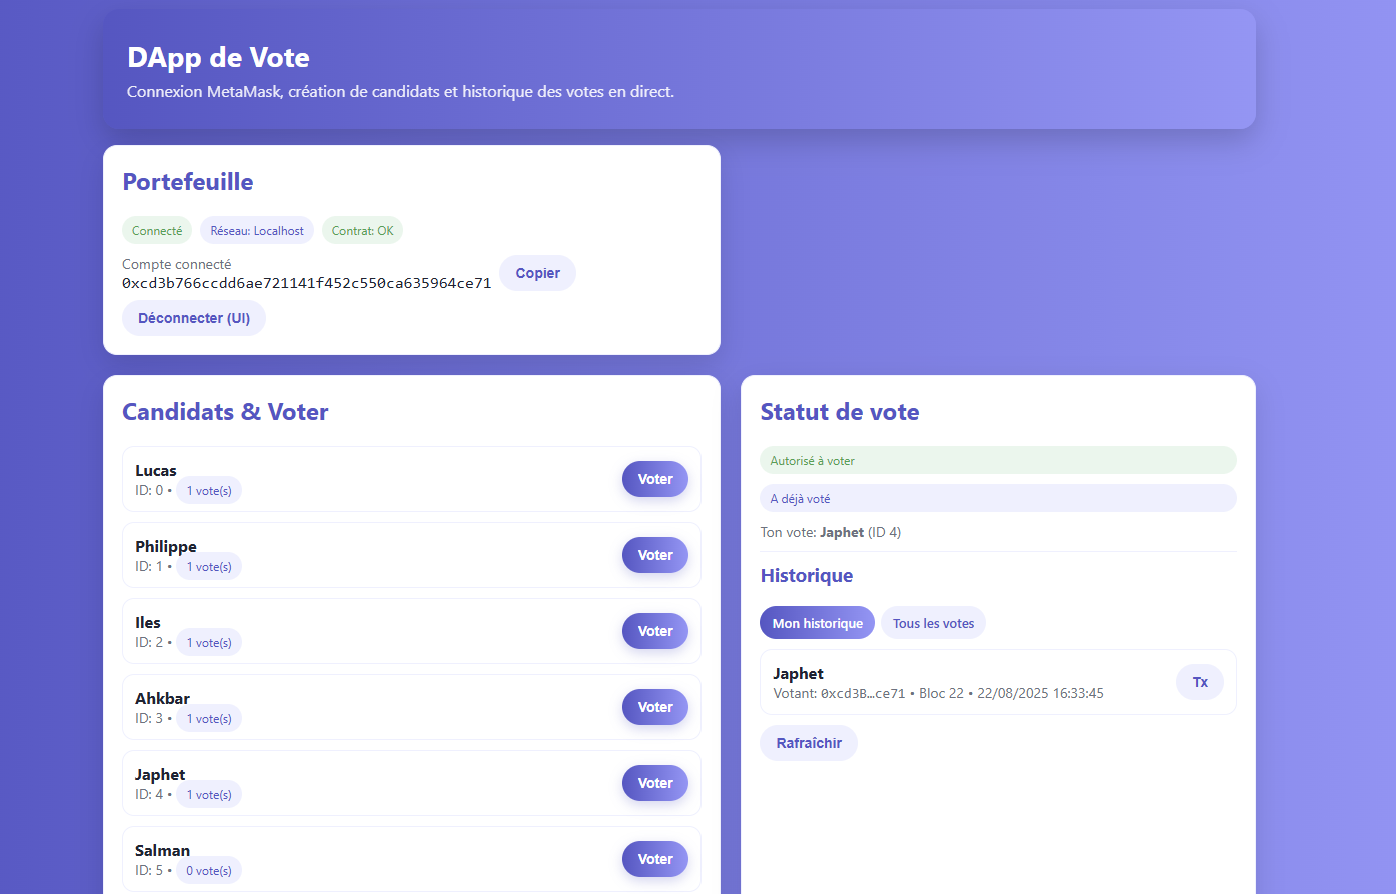 DApp de Vote
Connexion MetaMask, création de candidats et historique des votes en direct.
Portefeuille
Connecté
Réseau: Localhost
Contrat: OK
Compte connecté
0xcd3b766ccdd6ae721141f452c550ca635964ce71
Copier
Déconnecter (UI)
Candidats & Voter
Lucas
ID: 0 • 1 vote(s)
Voter
Philippe
ID: 1 • 1 vote(s)
Voter
Iles
ID: 2 • 1 vote(s)
Voter
Ahkbar
ID: 3 • 1 vote(s)
Voter
Japhet
ID: 4 • 1 vote(s)
Voter
Salman
ID: 5 • 0 vote(s)
Voter
Statut de vote
Autorisé à voter
A déjà voté
Ton vote: Japhet (ID 4)
Historique
Mon historique
Tous les votes
Japhet
Votant: 0xcd3B…ce71 • Bloc 22 • 22/08/2025 16:33:45
Tx
Rafraîchir